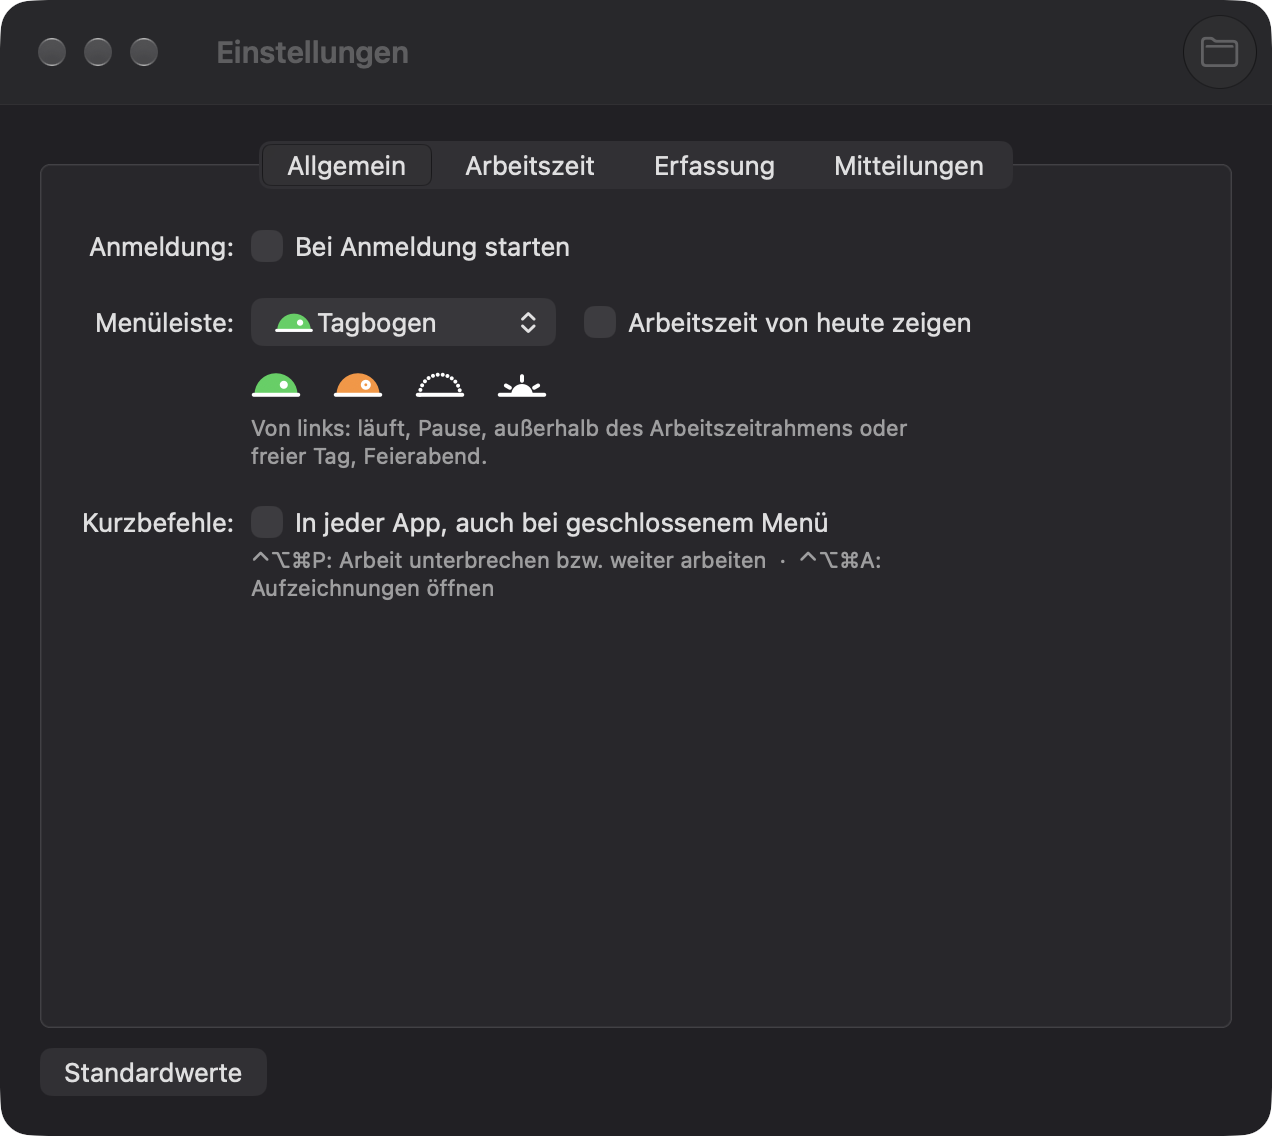 Einstellungen
Allgemein Arbeitszeit Erfassung Mitteilungen
Anmeldung: Bei Anmeldung starten
Menüleiste: Tagbogen Arbeitszeit von heute zeigen
Von links: läuft, Pause, außerhalb des Arbeitszeitrahmens oder
freier Tag, Feierabend.
Kurzbefehle: In jeder App, auch bei geschlossenem Menü
^⌥⌘P: Arbeit unterbrechen bzw. weiter arbeiten · ^⌥⌘A:
Aufzeichnungen öffnen
Standardwerte